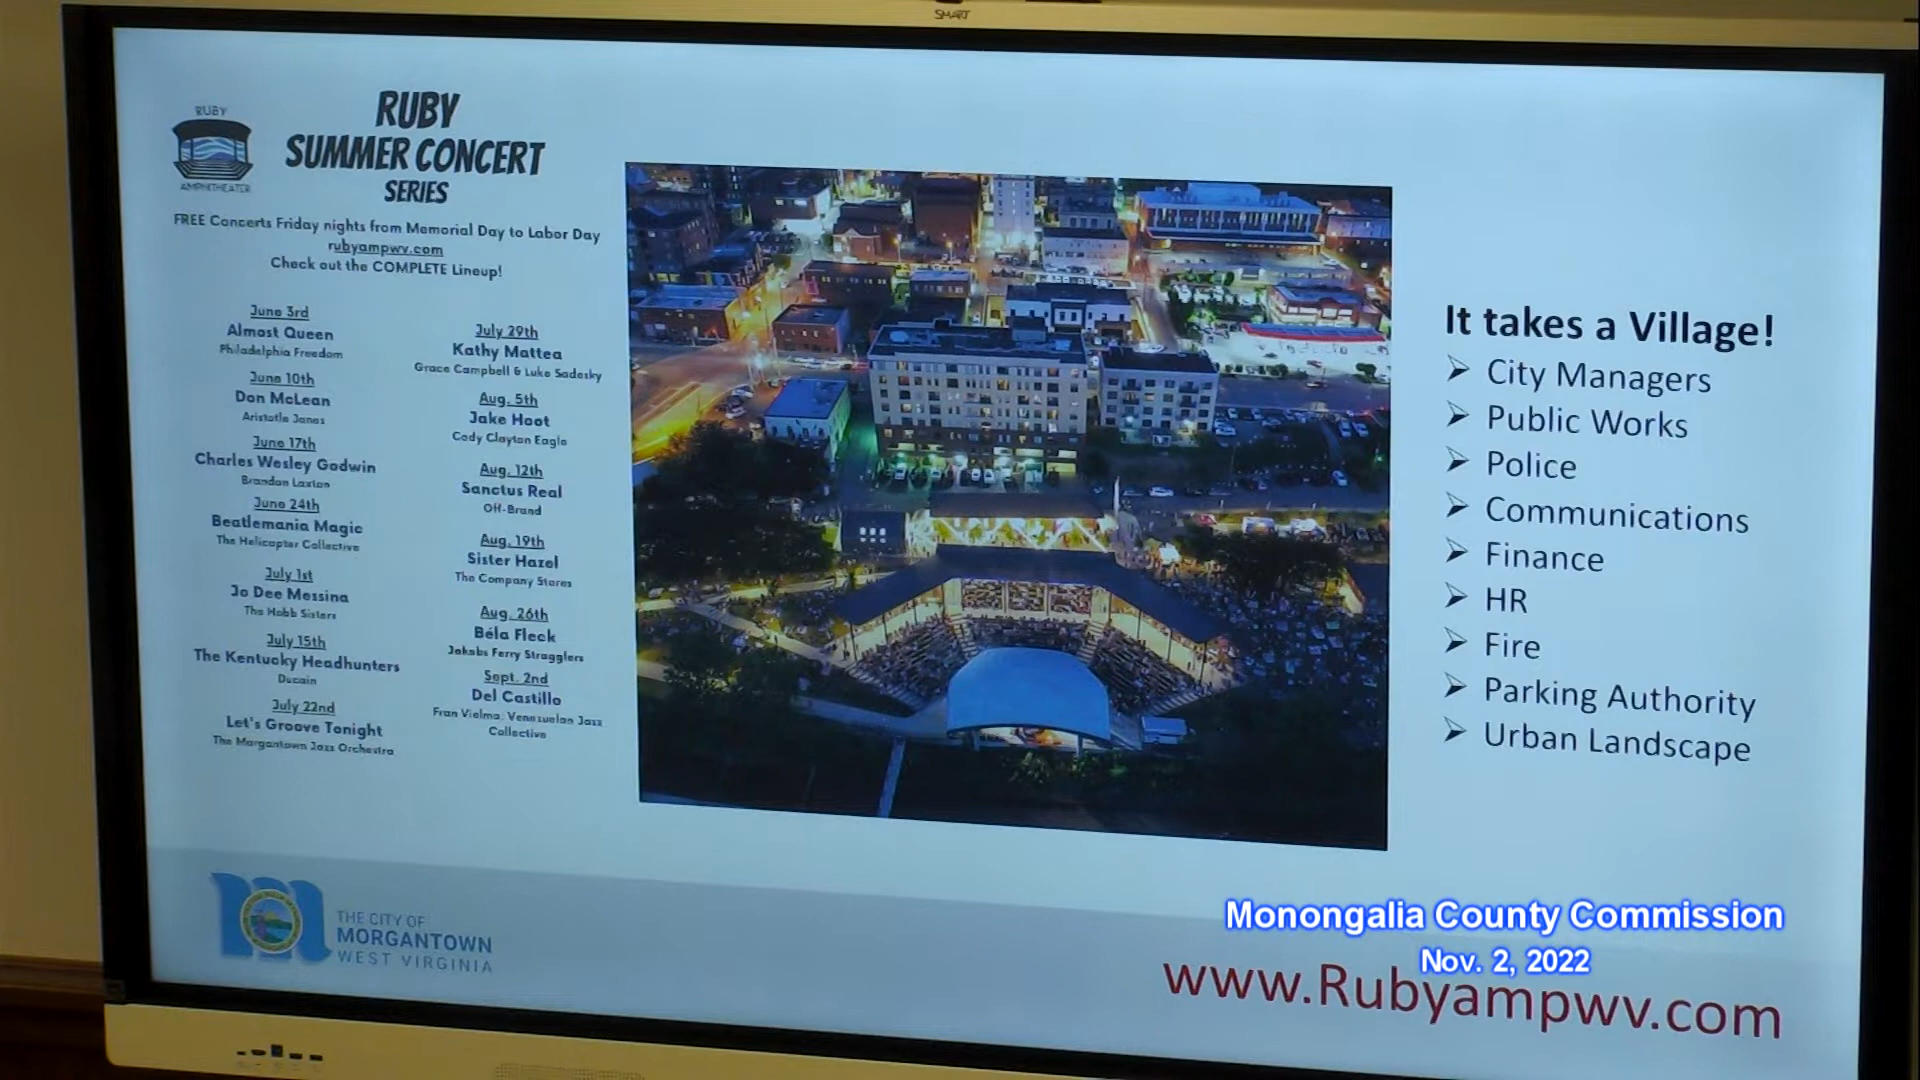 SMART
RUBY
AMPHITHEATER
RUBY
SUMMER CONCERT
SERIES
FREE Concerts Friday nights from Memorial Day to Labor Day
rubyampwv.com
Check out the COMPLETE Lineup!
June 3rd
Almost Queen
Philadelphia Freedom
June 10th
Don McLean
Aristotle Jones
June 17th
Charles Wesley Godwin
Brandon Laxton
June 24th
Beatlemania Magic
The Helicopter Collective
July 1st
Jo Dee Messina
The Hobb Sisters
July 15th
The Kentucky Headhunters
Ducain
July 22nd
Let's Groove Tonight
The Morgantown Jazz Orchestra
July 29th
Kathy Mattea
Grace Campbell & Luke Sadosky
Aug. 5th
Jake Hoot
Cody Clayton Eagle
Aug. 12th
Sanctus Real
Off-Brand
Aug. 19th
Sister Hazel
The Company Stores
Aug. 26th
Béla Fleck
Jakobs Ferry Stragglers
Sept. 2nd
Del Castillo
Fran Vielma: Venezuelan Jazz
Collective
It takes a Village!
City Managers
Public Works
Police
Communications
Finance
HR
Fire
Parking Authority
Urban Landscape
THE CITY OF
MORGANTOWN
WEST VIRGINIA
Monongalia County Commission
Nov. 2, 2022
www.Rubyampwv.com